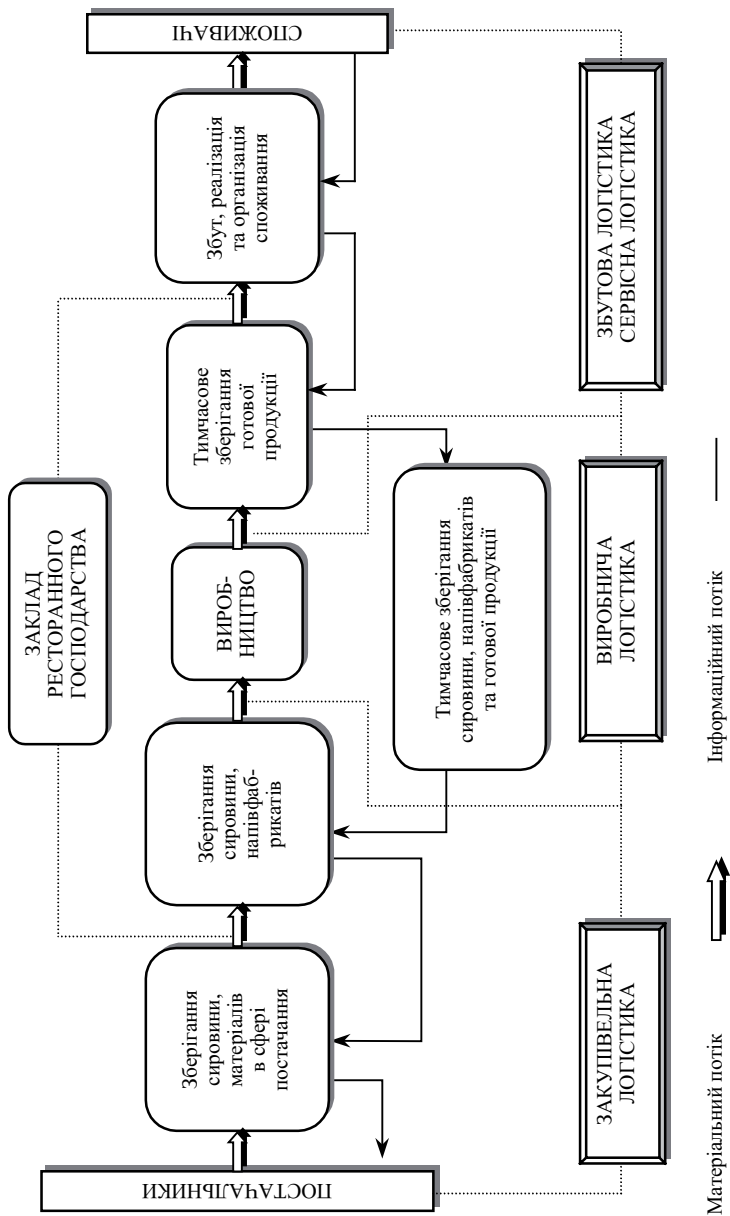 ЗАКЛАД
РЕСТОРАННОГО
ГОСПОДАРСТВА
ПОСТАЧАЛЬНИКИ
Зберігання
сировини,
матеріалів
в сфері
постачання
Зберігання
сировини,
напівфаб-
рикатів
ВИРОБ-
НИЦТВО
Тимчасове
зберігання
готової
продукції
Збут, реалізація
та організація
споживання
СПОЖИВАЧІ
Тимчасове зберігання
сировини, напівфабрикатів
та готової продукції
ЗАКУПІВЕЛЬНА
ЛОГІСТИКА
ВИРОБНИЧА
ЛОГІСТИКА
ЗБУТОВА ЛОГІСТИКА
СЕРВІСНА ЛОГІСТИКА
Матеріальний потік
Інформаційний потік